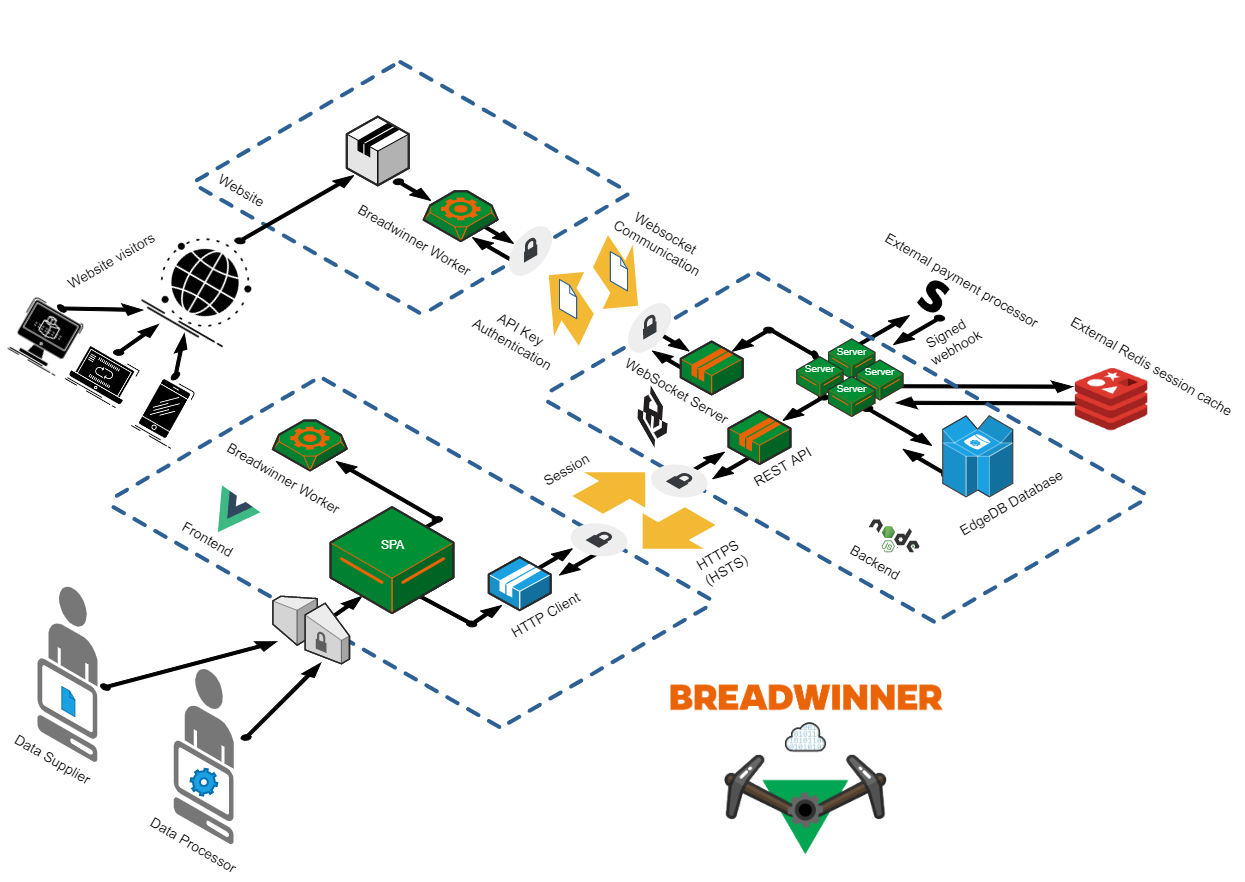 Website
Breadwinner Worker
Website visitors
Websocket
Communication
API Key
Authentication
External payment processor
S
Signed
webhook
External Redis session cache
Server
Server
Server
Server
WebSocket Server
REST API
EdgeDB Database
node
JS
Backend
Session
HTTPS
(HSTS)
Breadwinner Worker
Frontend
SPA
HTTP Client
Data Supplier
Data Processor
BREADWINNER